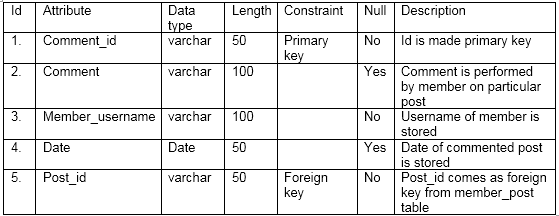 Id Attribute Data type Length Constraint Null Description
1. Comment_id varchar 50 Primary key No Id is made primary key
2. Comment varchar 100 Yes Comment is performed by member on particular post
3. Member_username varchar 100 No Username of member is stored
4. Date Date 50 Yes Date of commented post is stored
5. Post_id varchar 50 Foreign key No Post_id comes as foreign key from member_post table